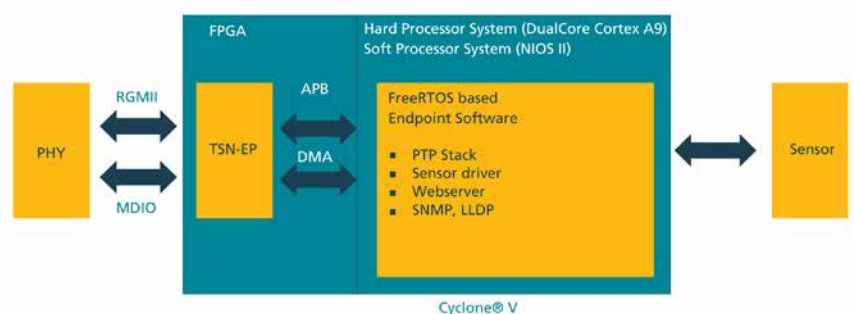 FPGA
Hard Processor System (DualCore Cortex A9)
Soft Processor System (NIOS II)
RGMII
APB
FreeRTOS based
Endpoint Software
PHY
TSN-EP
DMA
▪ PTP Stack
▪ Sensor driver
▪ Webserver
▪ SNMP, LLDP
Sensor
MDIO
Cyclone® V